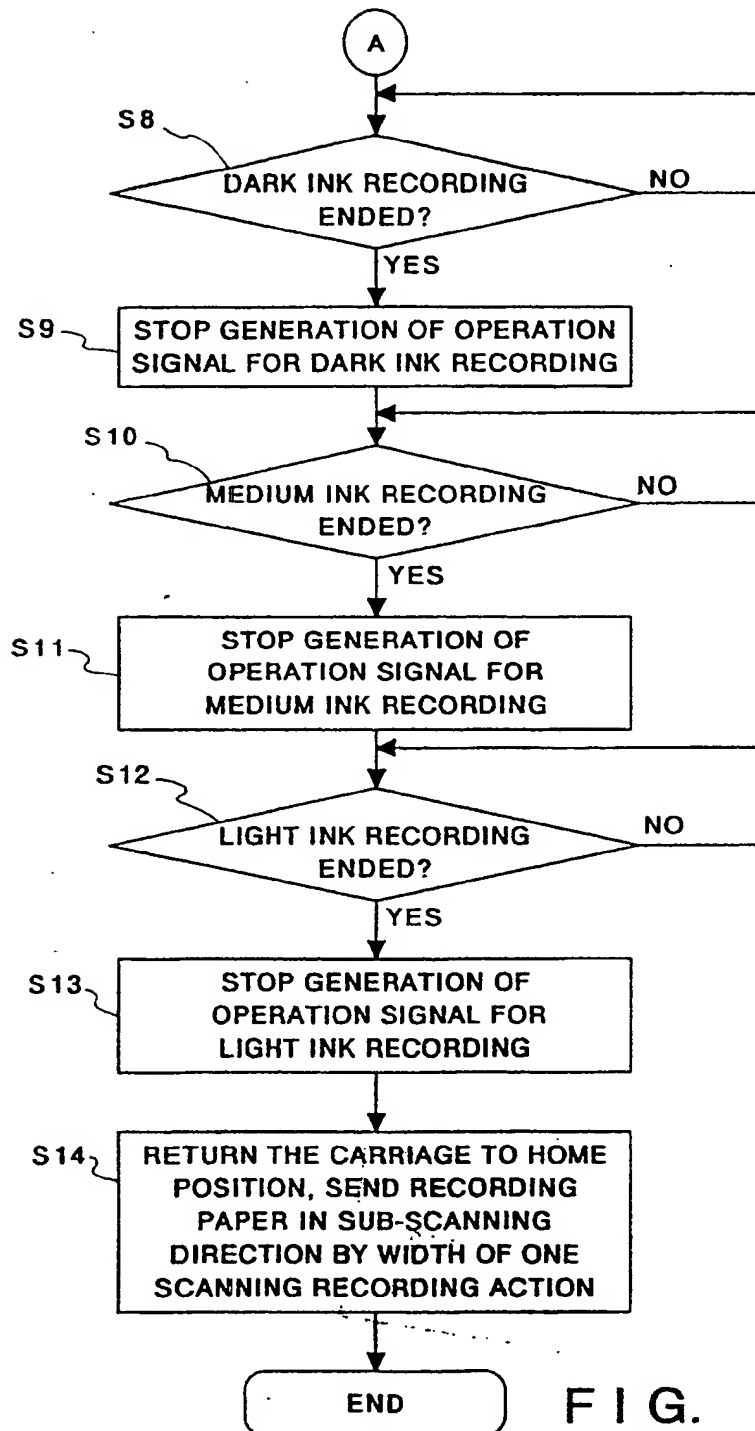 A
S8
DARK INK RECORDING
ENDED?
NO
YES
S9
STOP GENERATION OF OPERATION
SIGNAL FOR DARK INK RECORDING
S10
MEDIUM INK RECORDING
ENDED?
NO
YES
S11
STOP GENERATION OF
OPERATION SIGNAL FOR
MEDIUM INK RECORDING
S12
LIGHT INK RECORDING
ENDED?
NO
YES
S13
STOP GENERATION OF
OPERATION SIGNAL FOR
LIGHT INK RECORDING
S14
RETURN THE CARRIAGE TO HOME
POSITION, SEND RECORDING
PAPER IN SUB-SCANNING
DIRECTION BY WIDTH OF ONE
SCANNING RECORDING ACTION
END
FIG.